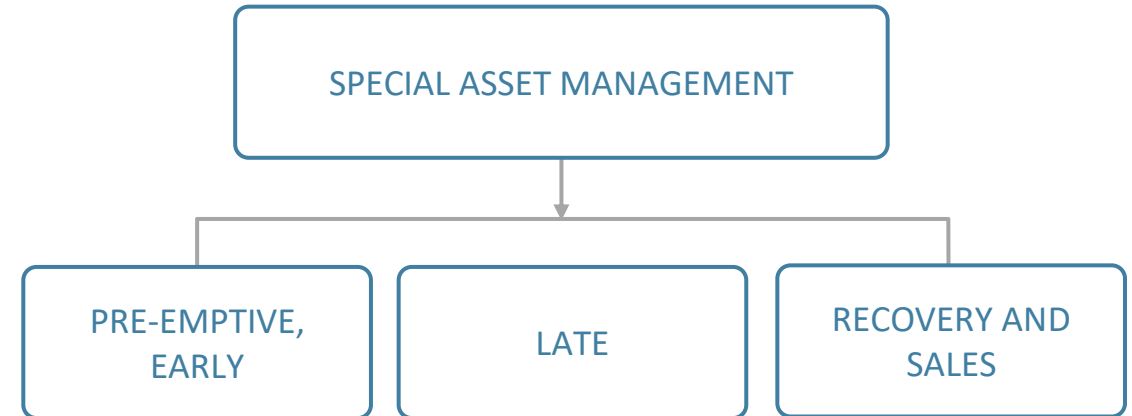 SPECIAL ASSET MANAGEMENT
PRE-EMPTIVE,
EARLY
LATE
RECOVERY AND
SALES